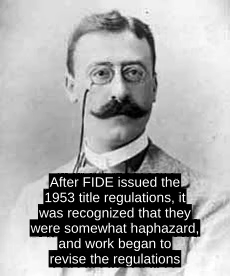 After FIDE issued the
1953 title regulations, it
was recognized that they
were somewhat haphazard,
and work began to
revise the regulations